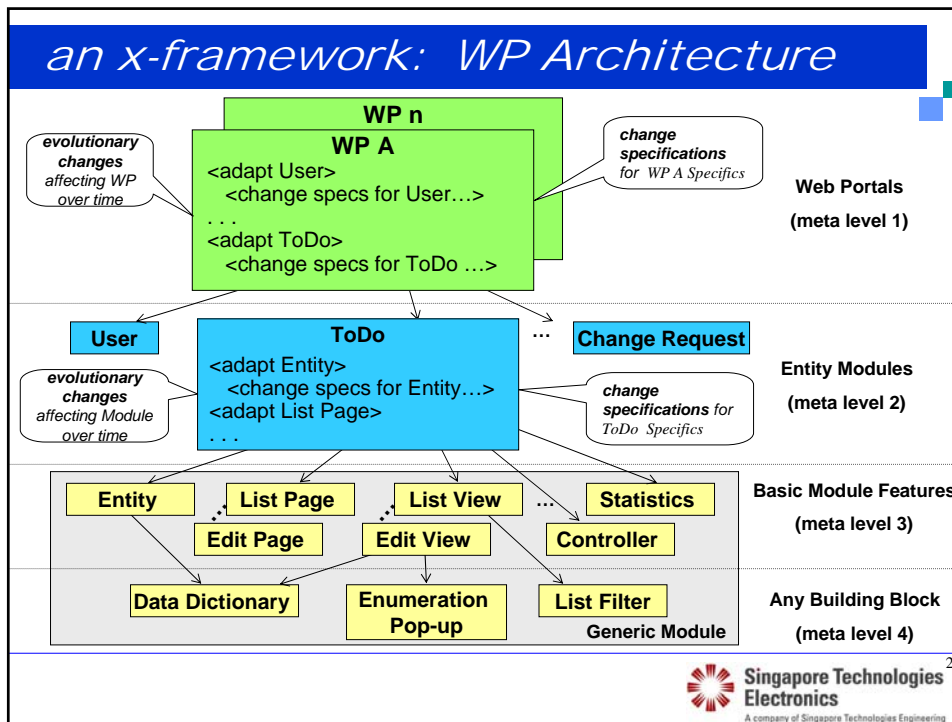 an x-framework: WP Architecture
WP n
WP A
<adapt User>
<change specs for User…>
. . .
<adapt ToDo>
<change specs for ToDo …>
evolutionary
changes
affecting WP
over time
change
specifications
for WP A Specifics
Web Portals
(meta level 1)
User
ToDo
<adapt Entity>
<change specs for Entity…>
<adapt List Page>
. . .
...
Change Request
evolutionary
changes
affecting Module
over time
change
specifications for
ToDo Specifics
Entity Modules
(meta level 2)
Entity
List Page
List View
...
Statistics
Edit Page
Edit View
Controller
Basic Module Features
(meta level 3)
Data Dictionary
Enumeration
Pop-up
List Filter
Generic Module
Any Building Block
(meta level 4)
2
Singapore Technologies
Electronics
A company of Singapore Technologies Engineering